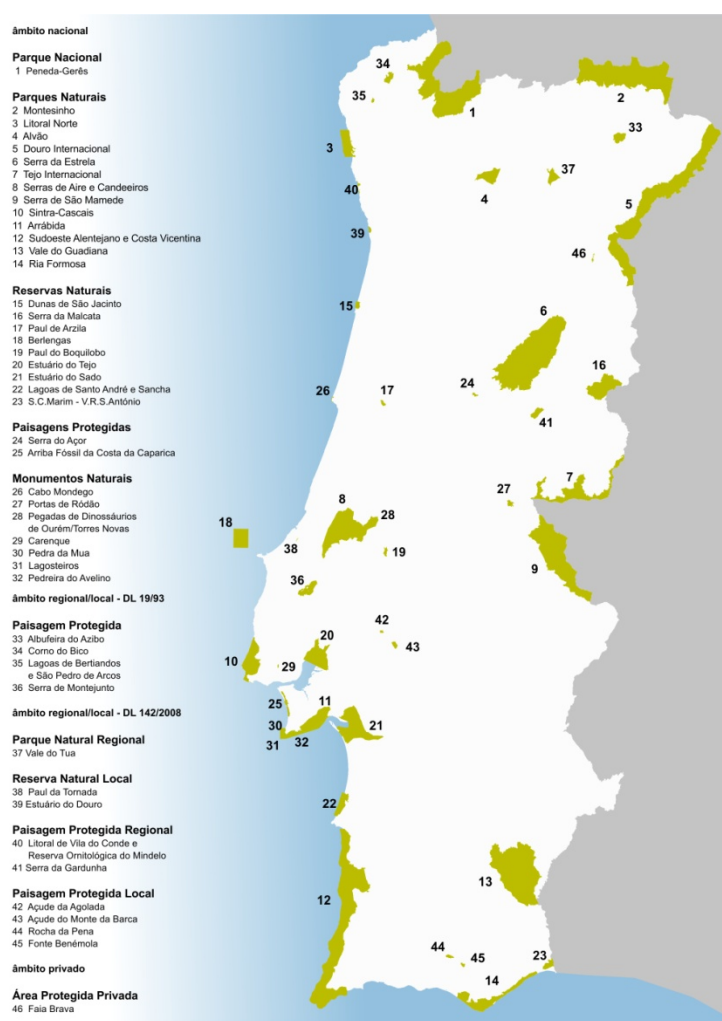 âmbito nacional
Parque Nacional
1 Peneda-Gerês
Parques Naturais
2 Montesinho
3 Litoral Norte
4 Alvão
5 Douro Internacional
6 Serra da Estrela
7 Tejo Internacional
8 Serras de Aire e Candeeiros
9 Serra de São Mamede
10 Sintra-Cascais
11 Arrábida
12 Sudoeste Alentejano e Costa Vicentina
13 Vale do Guadiana
14 Ria Formosa
Reservas Naturais
15 Dunas de São Jacinto
16 Serra da Malcata
17 Paul de Arzila
18 Berlengas
19 Paul do Boquilobo
20 Estuário do Tejo
21 Estuário do Sado
22 Lagoas de Santo André e Sancha
23 S.C.Marim - V.R.S.António
Paisagens Protegidas
24 Serra do Açor
25 Arriba Fóssil da Costa da Caparica
Monumentos Naturais
26 Cabo Mondego
27 Portas de Ródão
28 Pegadas de Dinossáurios
de Ourém/Torres Novas
29 Carenque
30 Pedra da Mua
31 Lagosteiros
32 Pedreira do Avelino
âmbito regional/local - DL 19/93
Paisagem Protegida
33 Albufeira do Azibo
34 Corno do Bico
35 Lagoas de Bertiandos
e São Pedro de Arcos
36 Serra de Montejunto
âmbito regional/local - DL 142/2008
Parque Natural Regional
37 Vale do Tua
Reserva Natural Local
38 Paul da Tornada
39 Estuário do Douro
Paisagem Protegida Regional
40 Litoral de Vila do Conde e
Reserva Ornitológica do Mindelo
41 Serra da Gardunha
Paisagem Protegida Local
42 Açude da Agolada
43 Açude do Monte da Barca
44 Rocha da Pena
45 Fonte Benémola
âmbito privado
Área Protegida Privada
46 Faia Brava
34
35
1
2
33
3
37
4
40
5
39
46
15
6
16
26
17
24
41
7
27
8
28
18
38
19
9
36
42
20
43
10
29
25
11
30
21
31
32
22
13
12
44
45
23
14